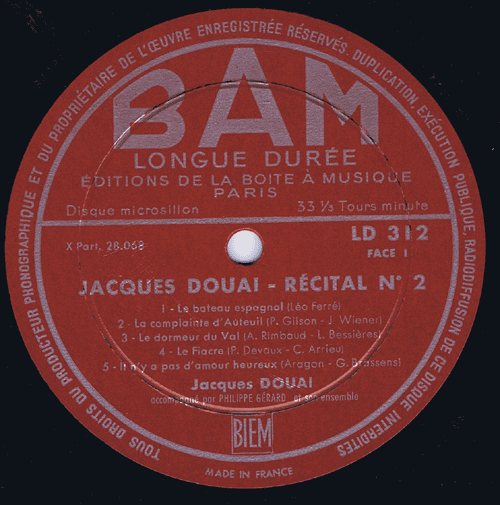 TOUS DROITS DU PRODUCTEUR PHONOGRAPHIQUE ET DU PROPRIÉTAIRE DE L'ŒUVRE ENREGISTRÉE RÉSERVÉS. DUPLICATION, EXÉCUTION PUBLIQUE, RADIODIFFUSION DE CE DISQUE INTERDITES
BAM
LONGUE DURÉE
ÉDITIONS DE LA BOITE À MUSIQUE
PARIS
Disque microsillon 33 ⅓ Tours minute
LD 312
X Part. 28.068 FACE 1
JACQUES DOUAI - RÉCITAL N° 2
1 - Le bateau espagnol (Léo Ferré)
2 - La complainte d'Auteuil (P. Gilson - J. Wiener)
3 - Le dormeur du Val (A. Rimbaud - L. Bessières)
4 - Le Fiacre (P. Devaux - C. Arrieu)
5 - Il n'y a pas d'amour heureux (Aragon - G. Brassens)
Jacques DOUAI
accompagné par PHILIPPE GÉRARD et son ensemble
BIEM
MADE IN FRANCE